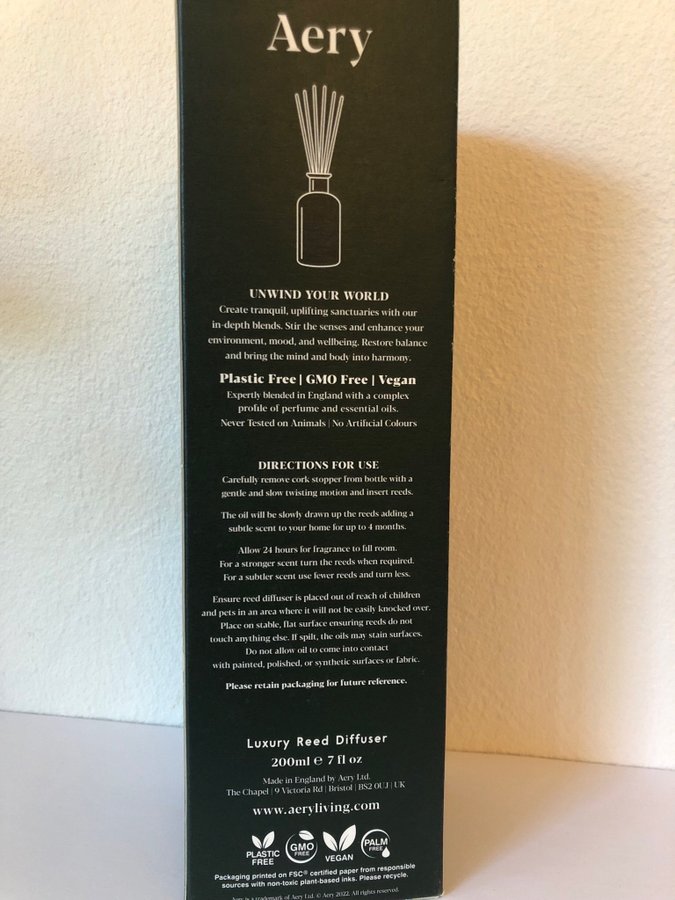 Aery
UNWIND YOUR WORLD
Create tranquil, uplifting sanctuaries with our
in-depth blends. Stir the senses and enhance your
environment, mood, and wellbeing. Restore balance
and bring the mind and body into harmony.
Plastic Free | GMO Free | Vegan
Expertly blended in England with a complex
profile of perfume and essential oils.
Never Tested on Animals | No Artificial Colours
DIRECTIONS FOR USE
Carefully remove cork stopper from bottle with a
gentle and slow twisting motion and insert reeds.
The oil will be slowly drawn up the reeds adding a
subtle scent to your home for up to 4 months.
Allow 24 hours for fragrance to fill room.
For a stronger scent turn the reeds when required.
For a subtler scent use fewer reeds and turn less.
Ensure reed diffuser is placed out of reach of children
and pets in an area where it will not be easily knocked over.
Place on stable, flat surface ensuring reeds do not
touch anything else. If spilt, the oils may stain surfaces.
Do not allow oil to come into contact
with painted, polished, or synthetic surfaces or fabric.
Please retain packaging for future reference.
Luxury Reed Diffuser
200ml ℮ 7 fl oz
Made in England by Aery Ltd.
The Chapel | 9 Victoria Rd | Bristol | BS2 0UJ | UK
www.aeryliving.com
PLASTIC FREE
GMO FREE
VEGAN
PALM FREE
Packaging printed on FSC® certified paper from responsible
sources with non-toxic plant-based inks. Please recycle.
Aery is a trademark of Aery Ltd. © Aery 2022. All rights reserved.